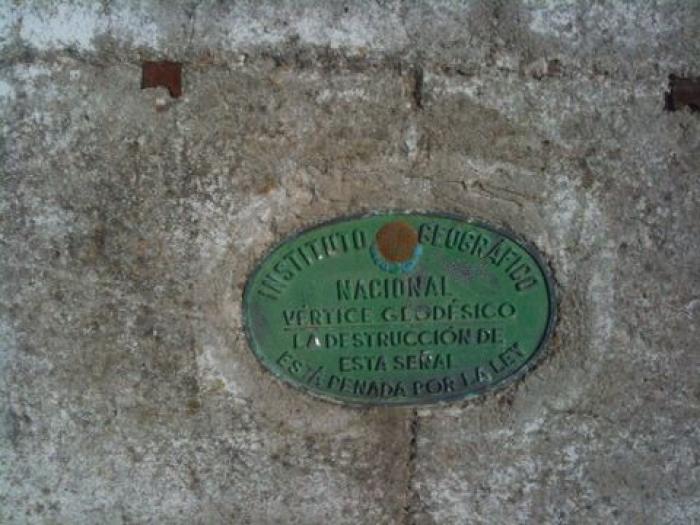 INSTITUTO GEOGRÁFICO
NACIONAL
VÉRTICE GEODÉSICO
LA DESTRUCCIÓN DE
ESTA SEÑAL
ESTÁ PENADA POR LA LEY